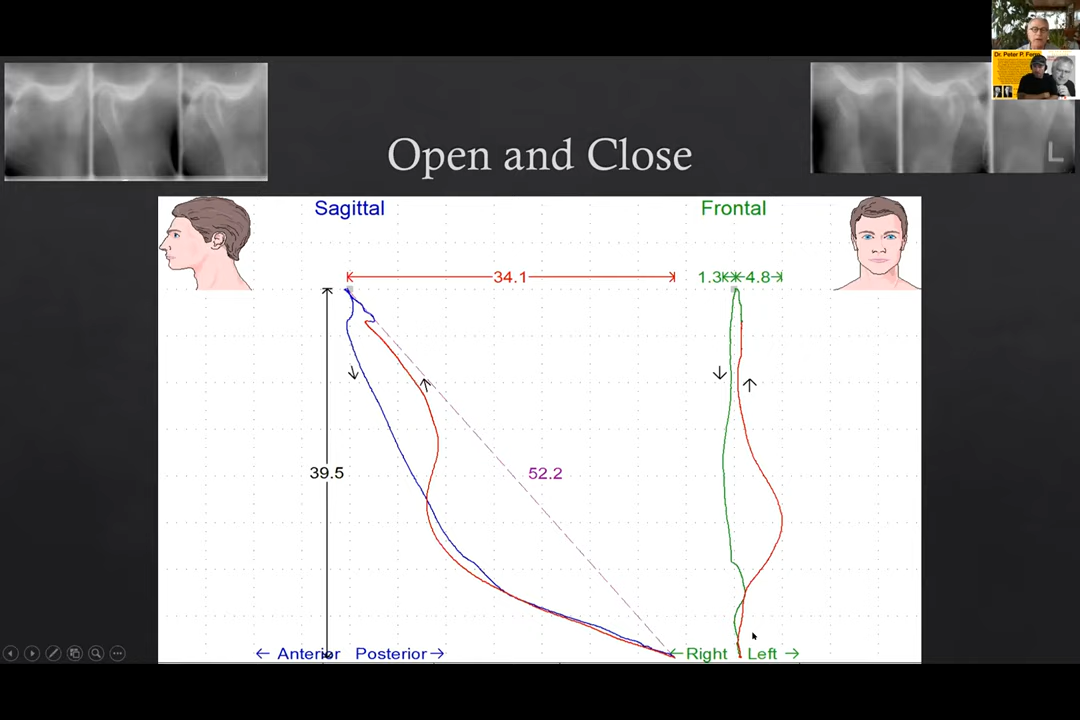 Dr. Peter P. Ferro
L
Open and Close
Sagittal
Frontal
34.1
1.3
4.8
39.5
52.2
← Anterior Posterior →
← Right Left →